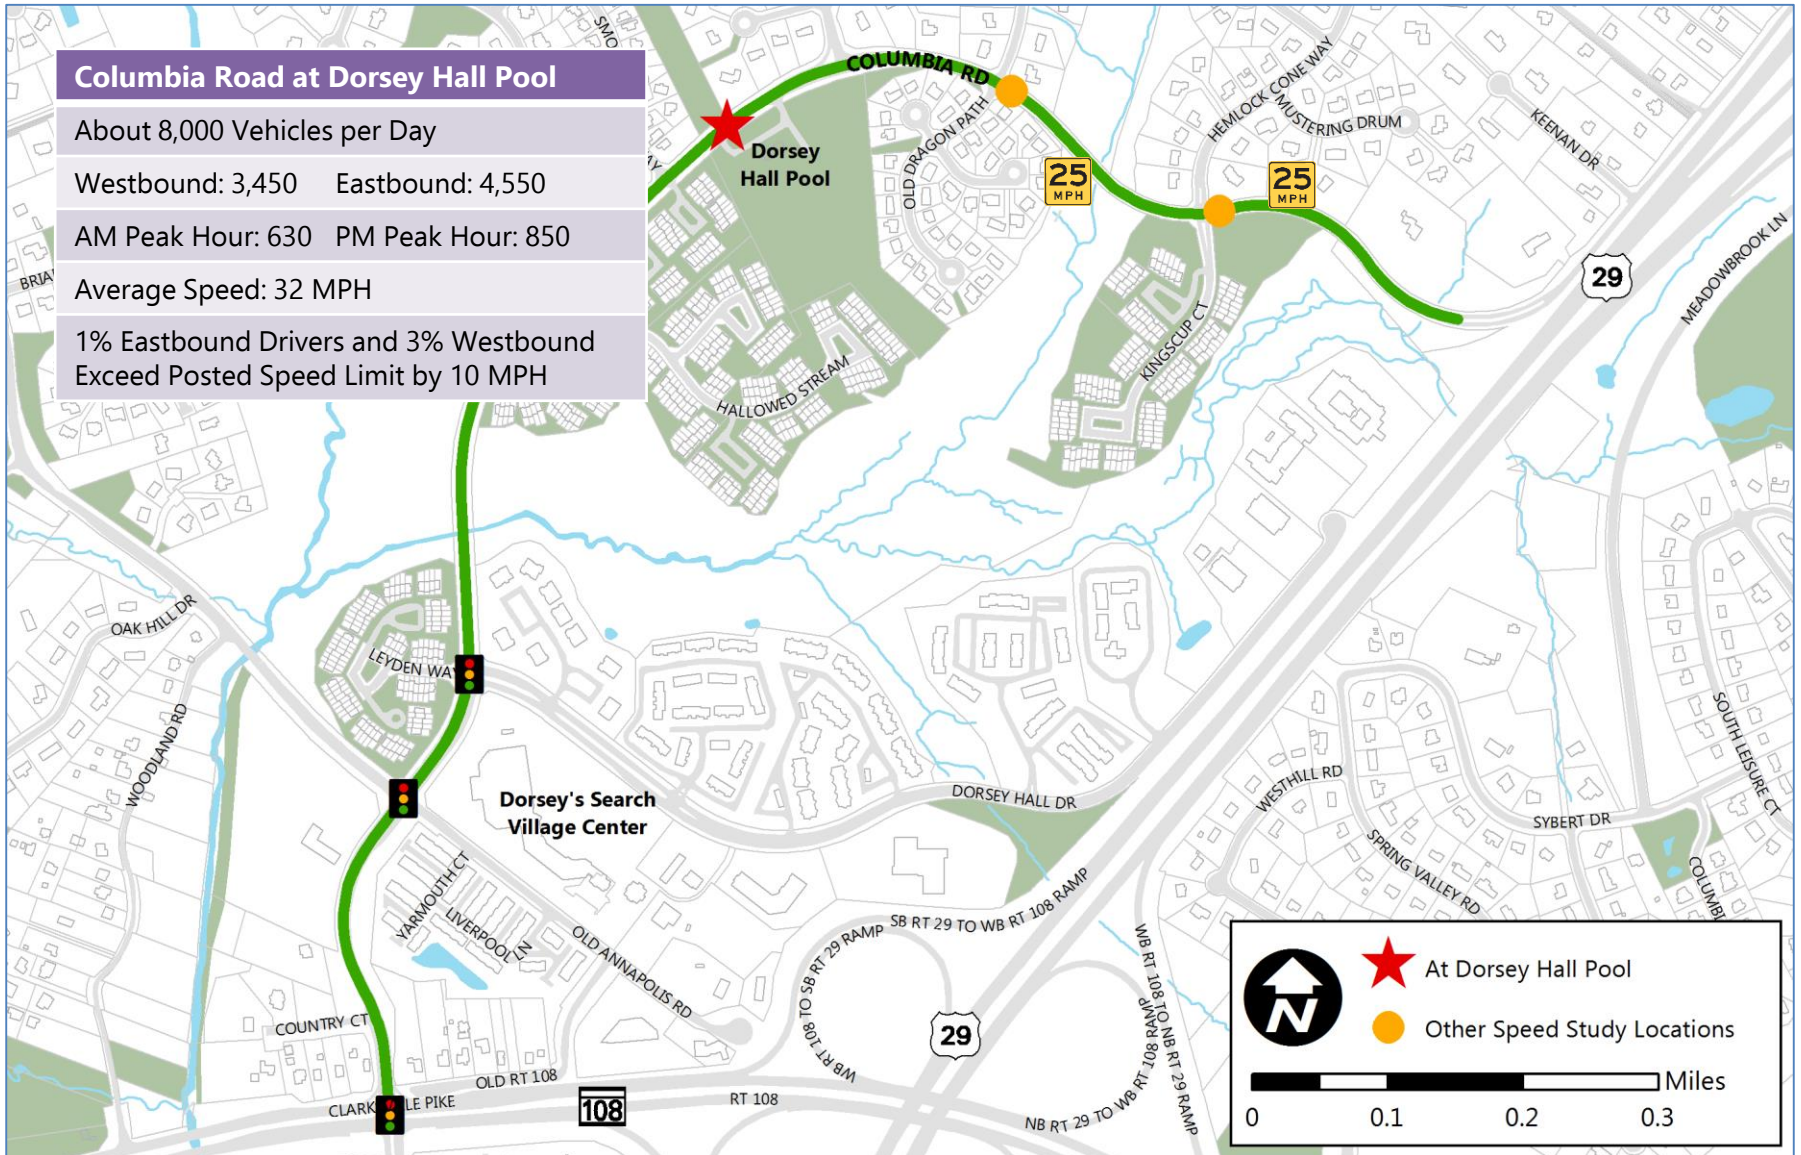 SMO
Columbia Road at Dorsey Hall Pool
About 8,000 Vehicles per Day
Westbound: 3,450 Eastbound: 4,550
AM Peak Hour: 630 PM Peak Hour: 850
Average Speed: 32 MPH
1% Eastbound Drivers and 3% Westbound
Exceed Posted Speed Limit by 10 MPH
COLUMBIA RD
Dorsey
Hall Pool
AY
OLD DRAGON PATH
HEMLOCK CONE WAY
MUSTERING DRUM
KEENAN DR
25
MPH
25
MPH
29
MEADOWBROOK LN
BRIA
KINGSCUP CT
HALLOWED STREAM
OAK HILL DR
LEYDEN WAY
WOODLAND RD
Dorsey's Search
Village Center
DORSEY HALL DR
WESTHILL RD
SYBERT DR
SPRING VALLEY RD
SOUTH LEISURE CT
COLUMBI
YARMOUTH CT
LIVERPOOL LN
OLD ANNAPOLIS RD
SB RT 29 TO WB RT 108 RAMP
WB RT 108 TO SB RT 29 RAMP
WB RT 108 TO NB RT 29 RAMP
NB RT 29 TO WB RT 108 RAMP
29
COUNTRY CT
OLD RT 108
CLARK LE PIKE
108
RT 108
N
At Dorsey Hall Pool
Other Speed Study Locations
Miles
0 0.1 0.2 0.3